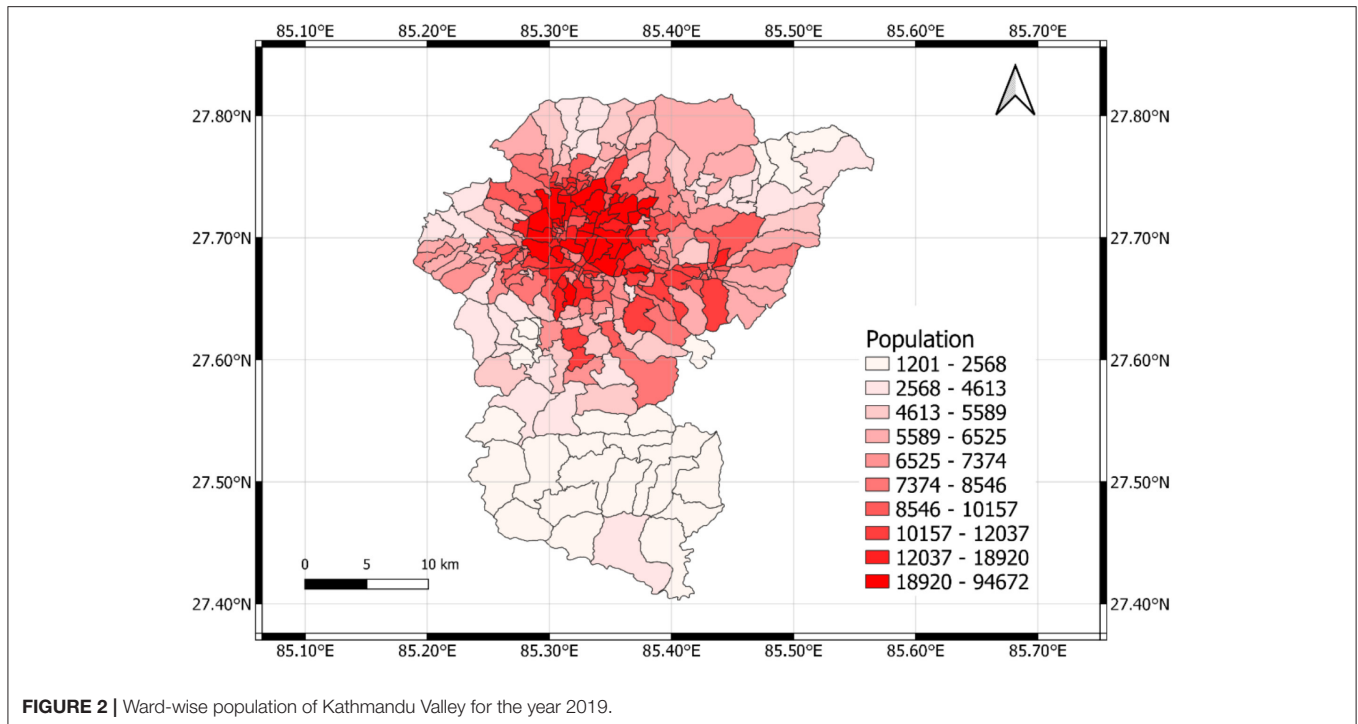 85.10°E 85.20°E 85.30°E 85.40°E 85.50°E 85.60°E 85.70°E
27.80°N 27.80°N
27.70°N 27.70°N
27.60°N 27.60°N
27.50°N 27.50°N
27.40°N 27.40°N
Population
1201 - 2568
2568 - 4613
4613 - 5589
5589 - 6525
6525 - 7374
7374 - 8546
8546 - 10157
10157 - 12037
12037 - 18920
18920 - 94672
0 5 10 km
85.10°E 85.20°E 85.30°E 85.40°E 85.50°E 85.60°E 85.70°E
FIGURE 2 | Ward-wise population of Kathmandu Valley for the year 2019.